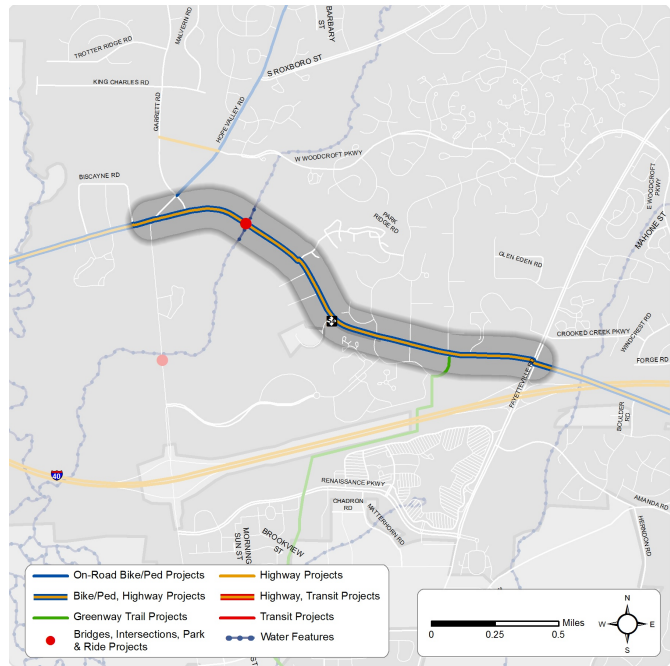 BARBARY
ST
MALVERN RD
TROTTER RIDGE RD
S ROXBORO ST
KING CHARLES RD
GARRETT RD
HOPE VALLEY RD
W WOODCROFT PKWY
BISCAYNE RD
E WOODCROFT
PKWY
PARK
RIDGE RD
MAHONE ST
GLEN EDEN RD
CROOKED CREEK PKWY
WINDCREST RD
FORGE RD
FAYETTEVILLE RD
BOULDER
RD
40
RENAISSANCE PKWY
CHADRON
RD
MATTERHORN RD
AMANDA RD
HERNDON RD
MORNING
SUN ST
BROOKVIEW
ST
On-Road Bike/Ped Projects
Highway Projects
Bike/Ped, Highway Projects
Highway, Transit Projects
Greenway Trail Projects
Transit Projects
Bridges, Intersections, Park
& Ride Projects
Water Features
ST
0 0.25 0.5
Miles
N
W E
S